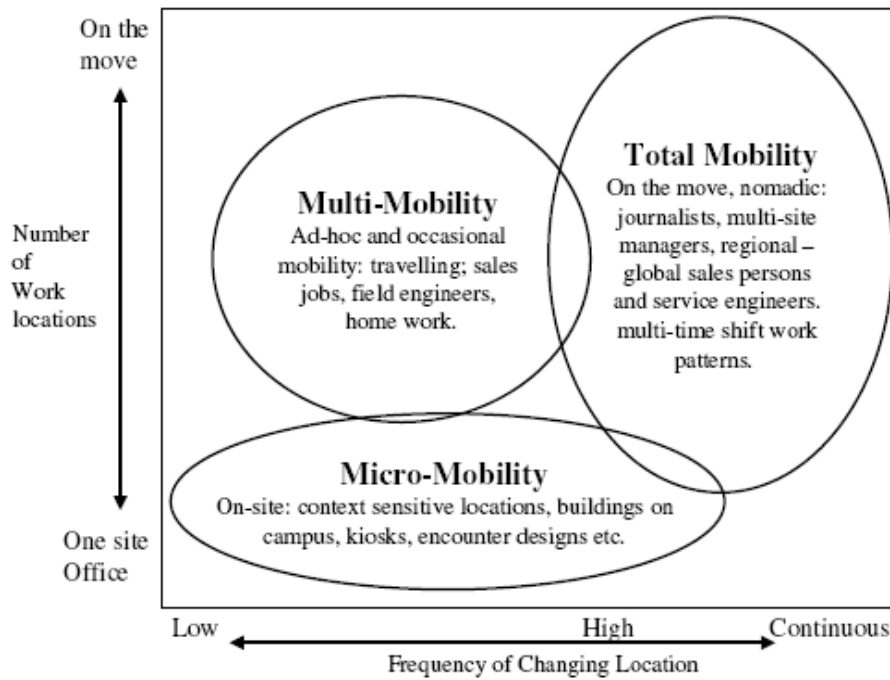 On the
move
Number
of
Work
locations
One site
Office
Multi-Mobility
Ad-hoc and occasional
mobility: travelling; sales
jobs, field engineers,
home work.
Total Mobility
On the move, nomadic:
journalists, multi-site
managers, regional –
global sales persons
and service engineers.
multi-time shift work
patterns.
Micro-Mobility
On-site: context sensitive locations, buildings on
campus, kiosks, encounter designs etc.
Low
High
Continuous
Frequency of Changing Location